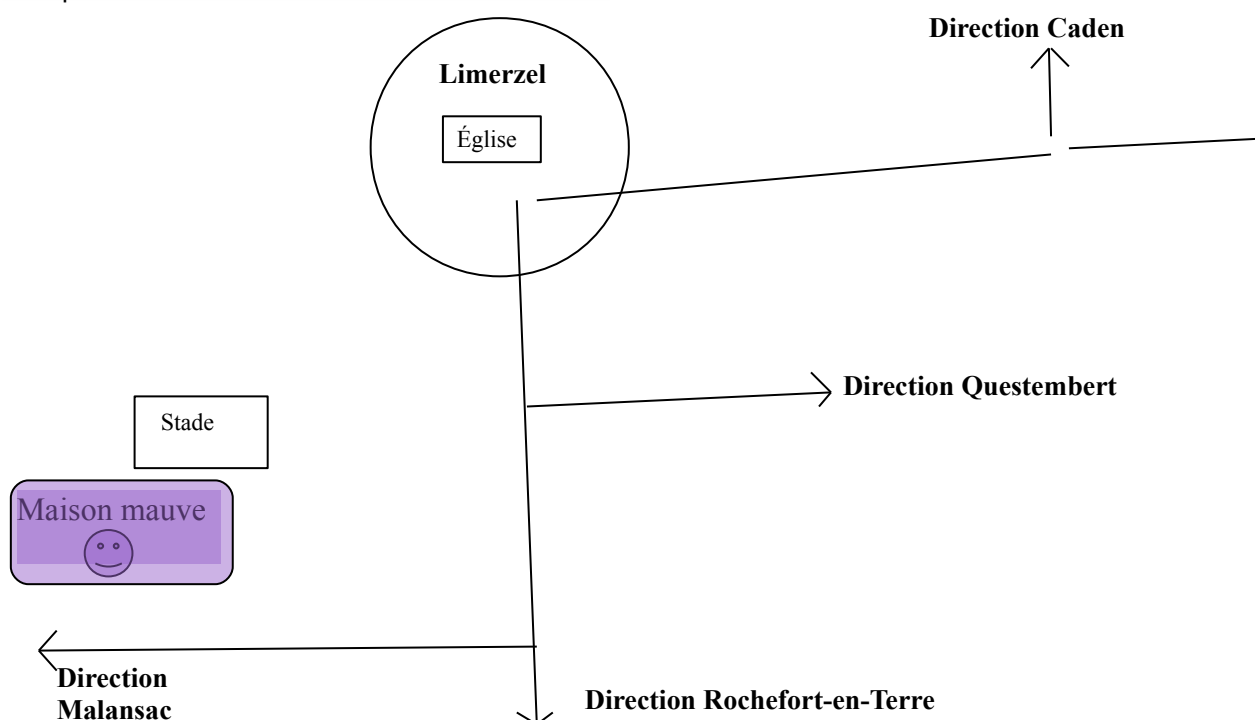 Direction Caden
Limerzel
Église
Direction Questembert
Stade
Maison mauve
Direction
Malansac
Direction Rochefort-en-Terre